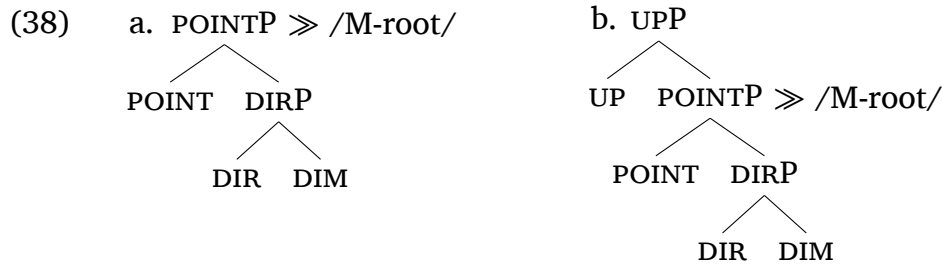 (38) a. POINTP ≫ /M-root/ b. UPP
POINT DIRP UP POINTP ≫ /M-root/
DIR DIM POINT DIRP
DIR DIM